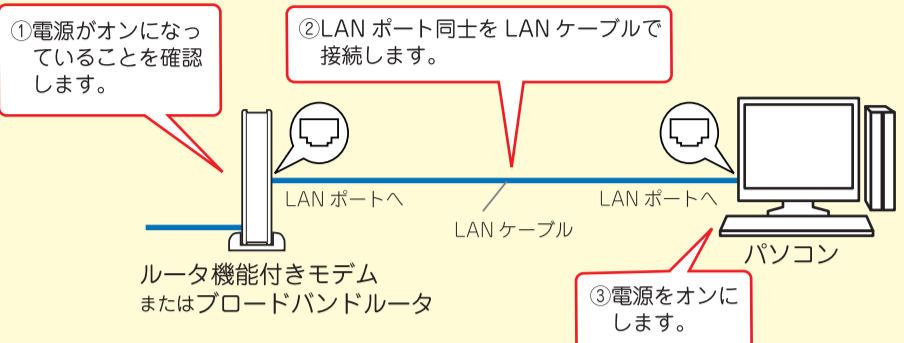 ①電源がオンになっ
ていることを確認
します。
②LAN ポート同士を LAN ケーブルで
接続します。
LAN ポートへ
LAN ポートへ
LAN ケーブル
パソコン
ルータ機能付きモデム
またはブロードバンドルータ
③電源をオンに
します。